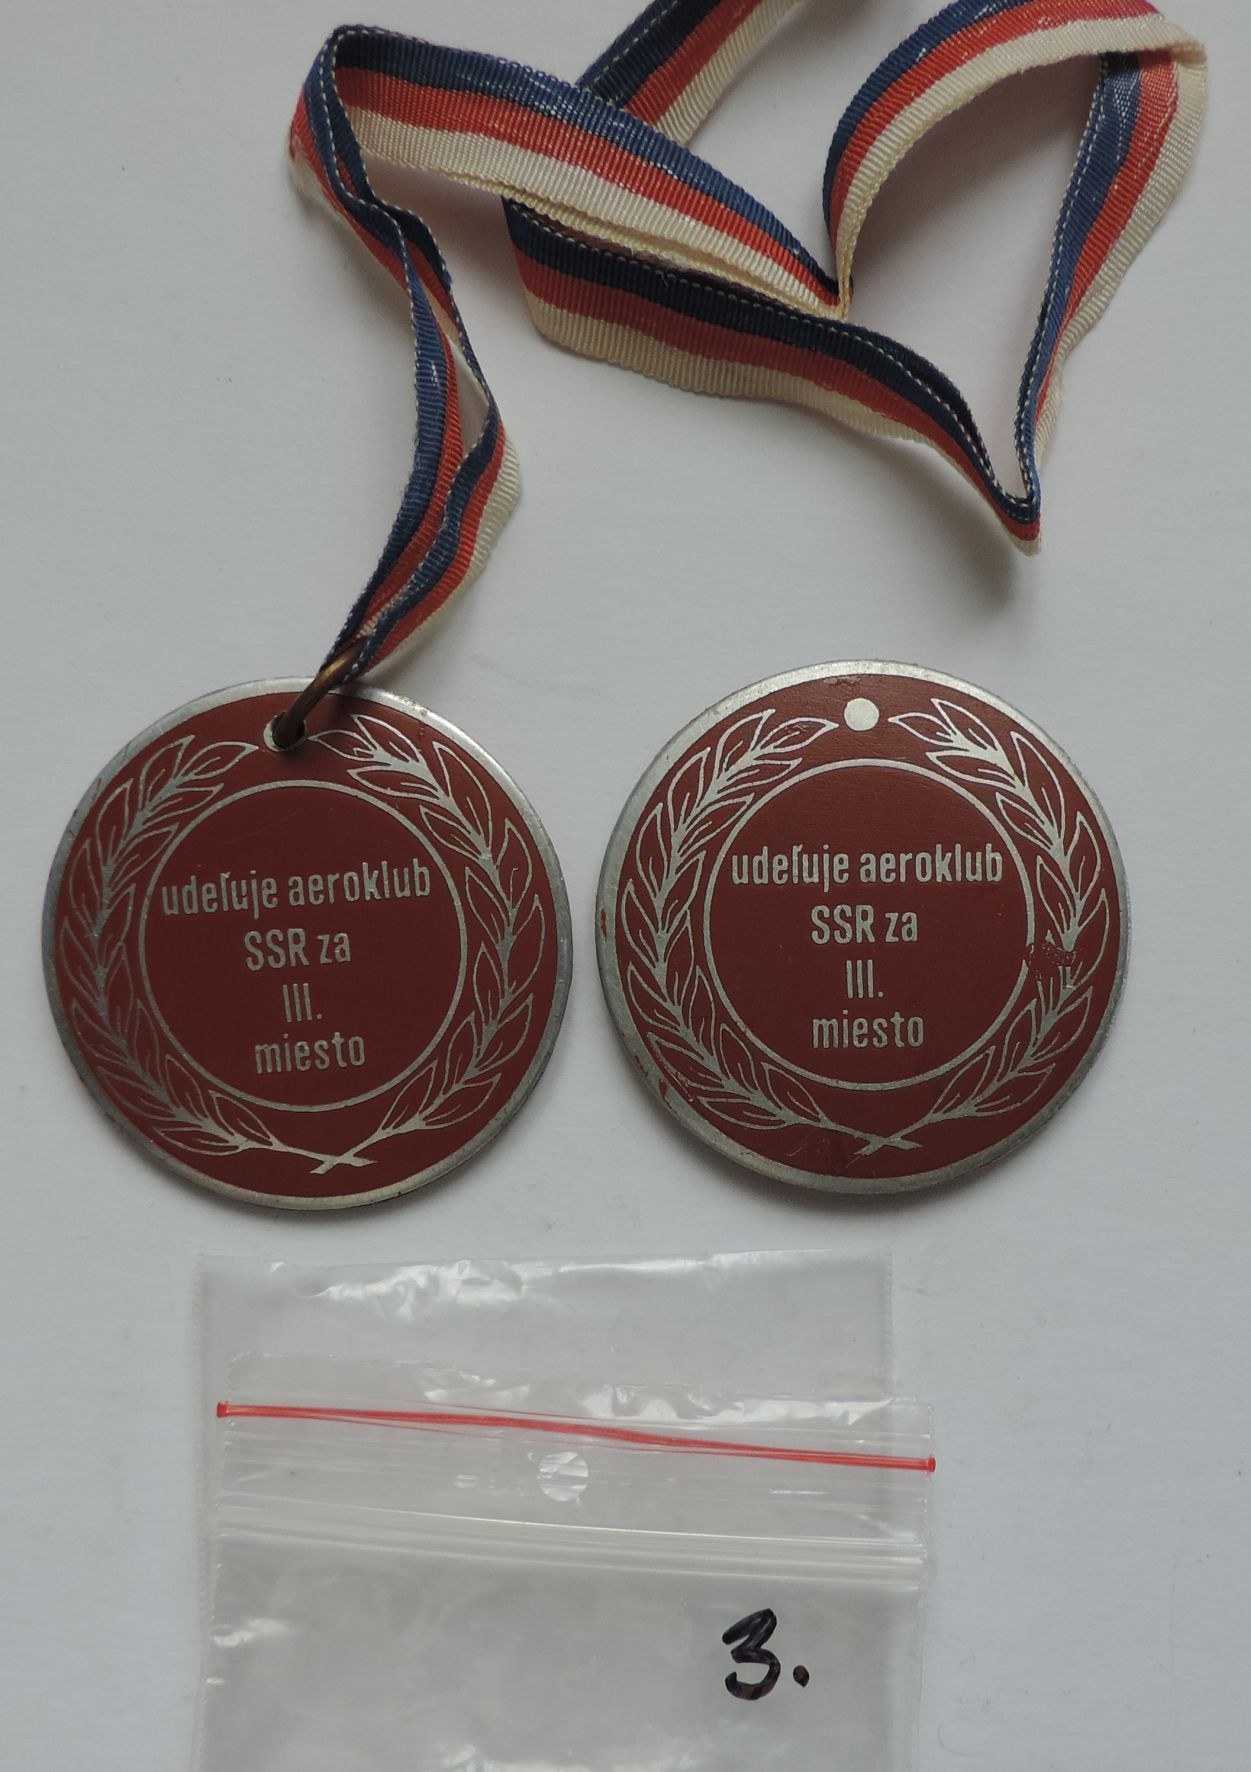 udeľuje aeroklub
SSR za
III.
miesto
udeľuje aeroklub
SSR za
III.
miesto
3.